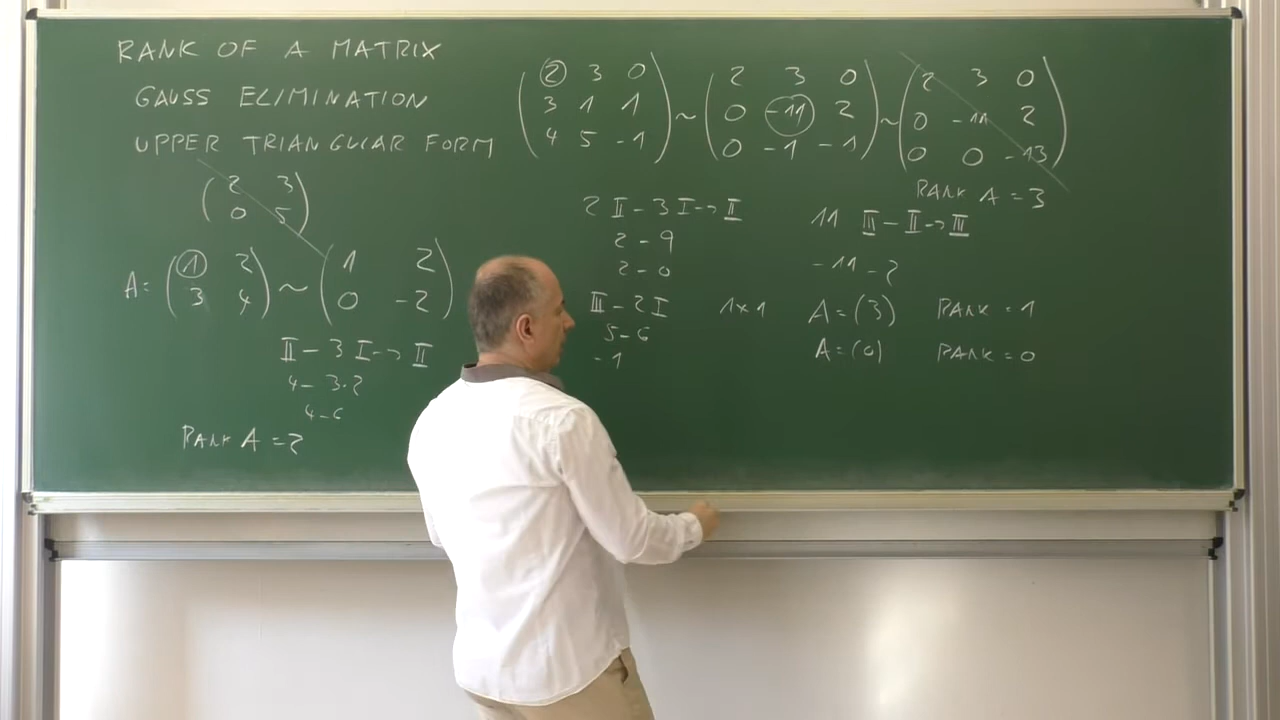 RANK OF A MATRIX
GAUSS ELIMINATION
UPPER TRIANGULAR FORM
2 3
0 5
A= (1 2) ~ (1 2)
3 4 0 -2
II - 3 I -> II
4 - 3·2
4 - 6
RANK A = 2
(2 3 0) ~ (2 3 0) ~ (2 3 0)
3 1 1 0 -11 2 0 -11 2
4 5 -1 0 -1 -1 0 0 -13
RANK A = 3
2 II - 3 I -> II
2 - 9
2 - 0
III - 2 I
5 - 6
-1
11 III - II -> III
-11 - 2
1x1 A = (3) RANK = 1
A = (0) RANK = 0